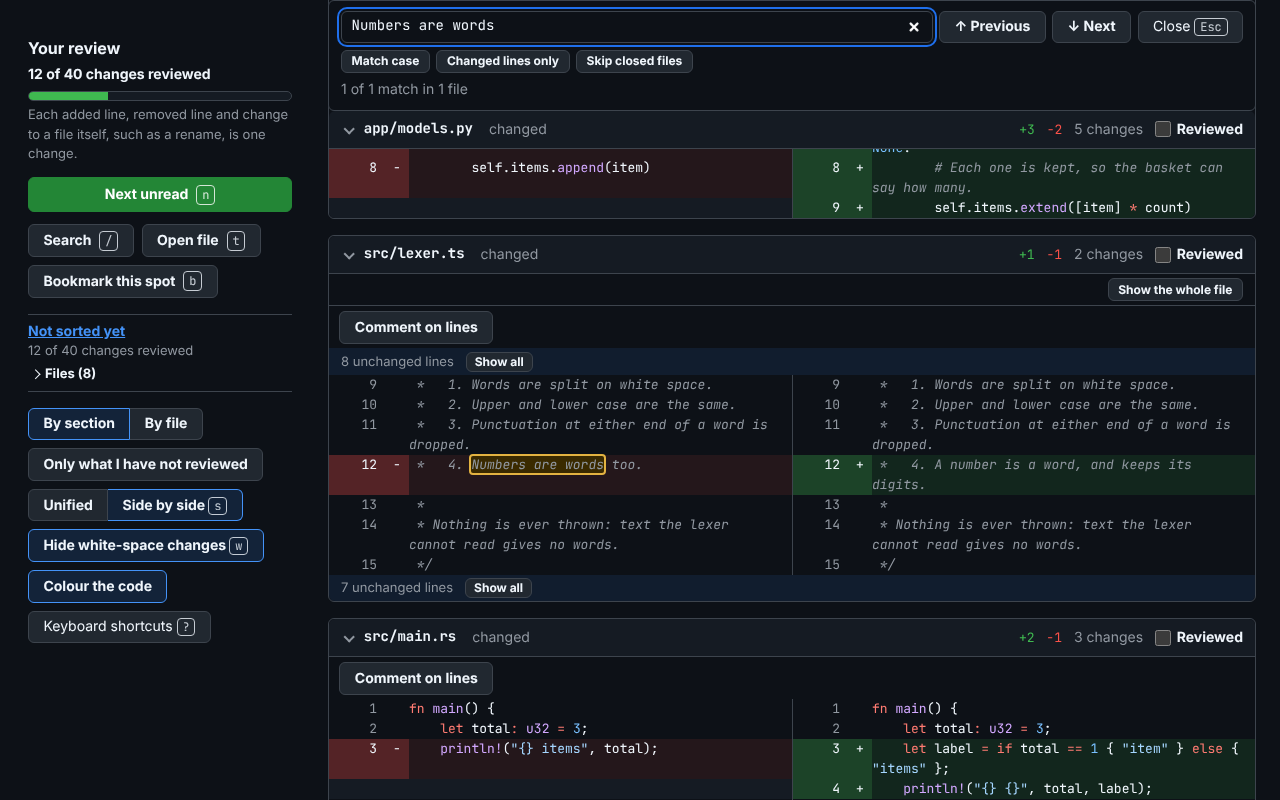 Your review
12 of 40 changes reviewed
Each added line, removed line and change
to a file itself, such as a rename, is one
change.
Next unread n
Search /
Open file t
Bookmark this spot b
Not sorted yet
12 of 40 changes reviewed
Files (8)
By section
By file
Only what I have not reviewed
Unified
Side by side s
Hide white-space changes w
Colour the code
Keyboard shortcuts ?
Numbers are words
↑ Previous
↓ Next
Close Esc
Match case
Changed lines only
Skip closed files
1 of 1 match in 1 file
app/models.py changed +3 -2 5 changes Reviewed
8 - self.items.append(item)
None:
8 + # Each one is kept, so the basket can
say how many.
9 + self.items.extend([item] * count)
src/lexer.ts changed +1 -1 2 changes Reviewed
Show the whole file
Comment on lines
8 unchanged lines Show all
9 * 1. Words are split on white space.
10 * 2. Upper and lower case are the same.
11 * 3. Punctuation at either end of a word is
dropped.
12 - * 4. Numbers are words too.
13 *
14 * Nothing is ever thrown: text the lexer
cannot read gives no words.
15 */
9 * 1. Words are split on white space.
10 * 2. Upper and lower case are the same.
11 * 3. Punctuation at either end of a word is
dropped.
12 + * 4. A number is a word, and keeps its
digits.
13 *
14 * Nothing is ever thrown: text the lexer
cannot read gives no words.
15 */
7 unchanged lines Show all
src/main.rs changed +2 -1 3 changes Reviewed
Comment on lines
1 fn main() {
2 let total: u32 = 3;
3 - println!("{} items", total);
1 fn main() {
2 let total: u32 = 3;
3 + let label = if total == 1 { "item" } else {
"items" };
4 + println!("{} {}", total, label);